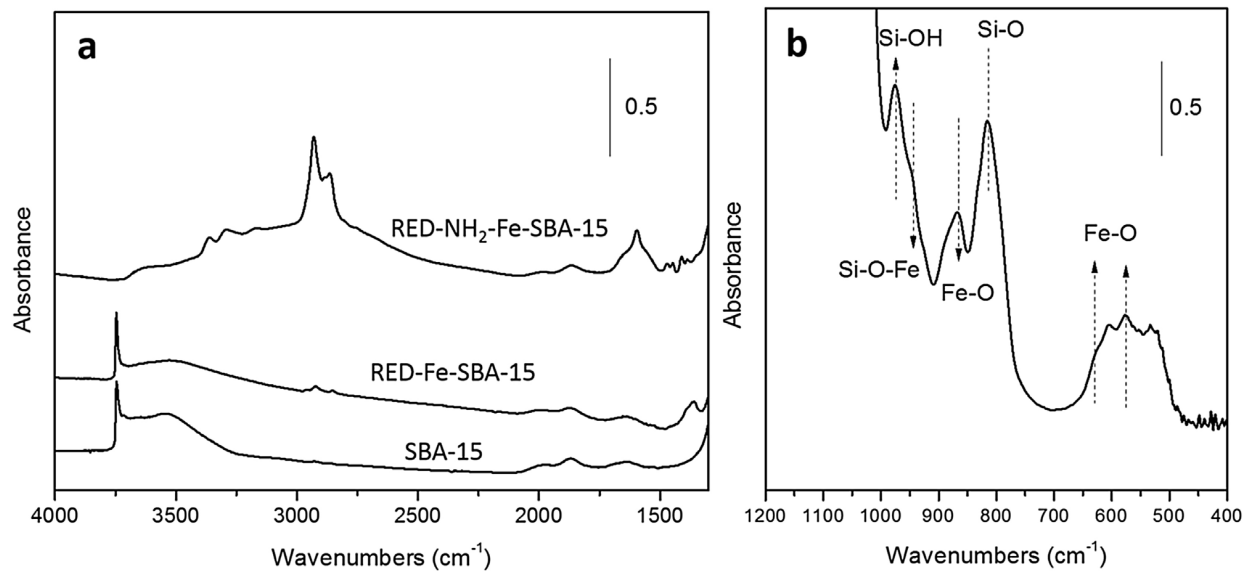 a
0.5
RED-NH2-Fe-SBA-15
RED-Fe-SBA-15
SBA-15
Absorbance
4000 3500 3000 2500 2000 1500
Wavenumbers (cm-1)
b
Si-OH
Si-O
0.5
Si-O-Fe
Fe-O
Fe-O
Absorbance
1200 1100 1000 900 800 700 600 500 400
Wavenumbers (cm-1)